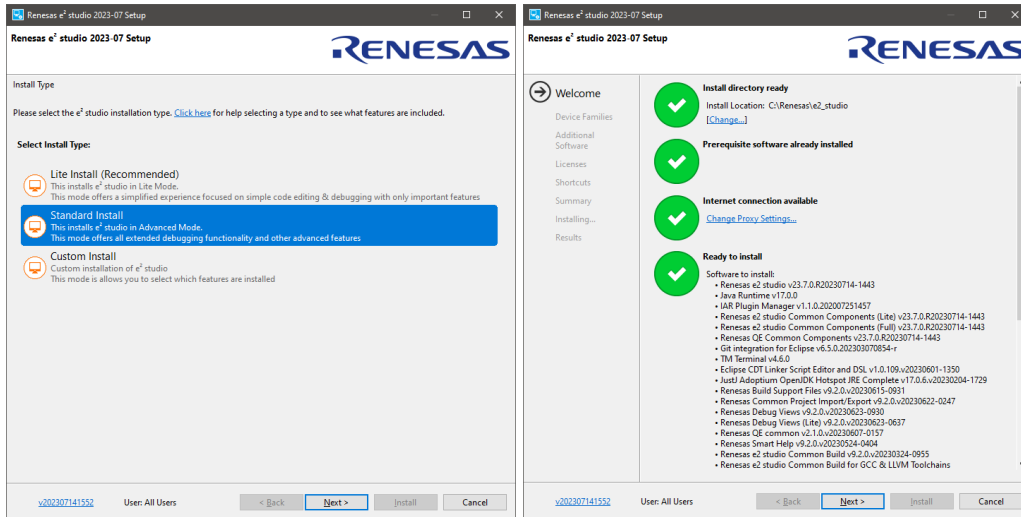 Renesas e² studio 2023-07 Setup
Renesas e² studio 2023-07 Setup
RENESAS
Install Type
Please select the e² studio installation type. Click here for help selecting a type and to see what features are included.
Select Install Type:
Lite Install (Recommended)
This installs e² studio in Lite Mode.
This mode offers a simplified experience focused on simple code editing & debugging with only important features
Standard Install
This installs e² studio in Advanced Mode.
This mode offers all extended debugging functionality and other advanced features
Custom Install
Custom installation of e² studio
This mode is allows you to select which features are installed
v202307141552
User: All Users
< Back
Next >
Install
Cancel
Renesas e² studio 2023-07 Setup
Renesas e² studio 2023-07 Setup
RENESAS
Welcome
Device Families
Additional
Software
Licenses
Shortcuts
Summary
Installing...
Results
Install directory ready
Install Location: C:\Renesas\e2_studio
[Change...]
Prerequisite software already installed
Internet connection available
Change Proxy Settings...
Ready to install
Software to install:
• Renesas e2 studio v23.7.0.R20230714-1443
• Java Runtime v17.0.0
• IAR Plugin Manager v1.1.0.202007251457
• Renesas e2 studio Common Components (Lite) v23.7.0.R20230714-1443
• Renesas e2 studio Common Components (Full) v23.7.0.R20230714-1443
• Renesas QE Common Components v23.7.0.R20230714-1443
• Git integration for Eclipse v6.5.0.202303070854-r
• TM Terminal v4.6.0
• Eclipse CDT Linker Script Editor and DSL v1.0.109.v20230601-1350
• JustJ Adoptium OpenJDK Hotspot JRE Complete v17.0.6.v20230204-1729
• Renesas Build Support Files v9.2.0.v20230615-0931
• Renesas Common Project Import/Export v9.2.0.v20230622-0247
• Renesas Debug Views v9.2.0.v20230623-0930
• Renesas Debug Views (Lite) v9.2.0.v20230623-0637
• Renesas QE common v2.1.0.v20230607-0157
• Renesas Smart Help v9.2.0.v20230524-0404
• Renesas e2 studio Common Build v9.2.0.v20230324-0955
• Renesas e2 studio Common Build for GCC & LLVM Toolchains
v202307141552
User: All Users
< Back
Next >
Install
Cancel